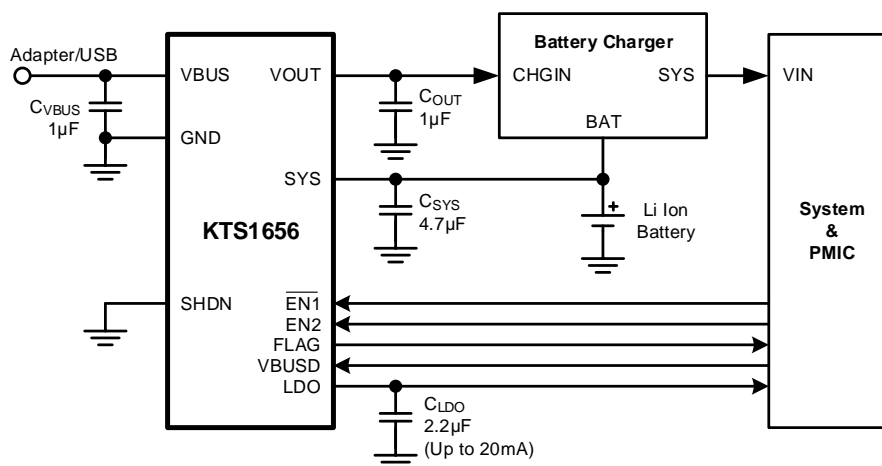 Adapter/USB
VBUS
VOUT
CVBUS
1µF
GND
SYS
KTS1656
SHDN
EN1
EN2
FLAG
VBUSD
LDO
COUT
1µF
CSYS
4.7µF
CLDO
2.2µF
(Up to 20mA)
Battery Charger
CHGIN
SYS
BAT
Li Ion
Battery
VIN
System
&
PMIC